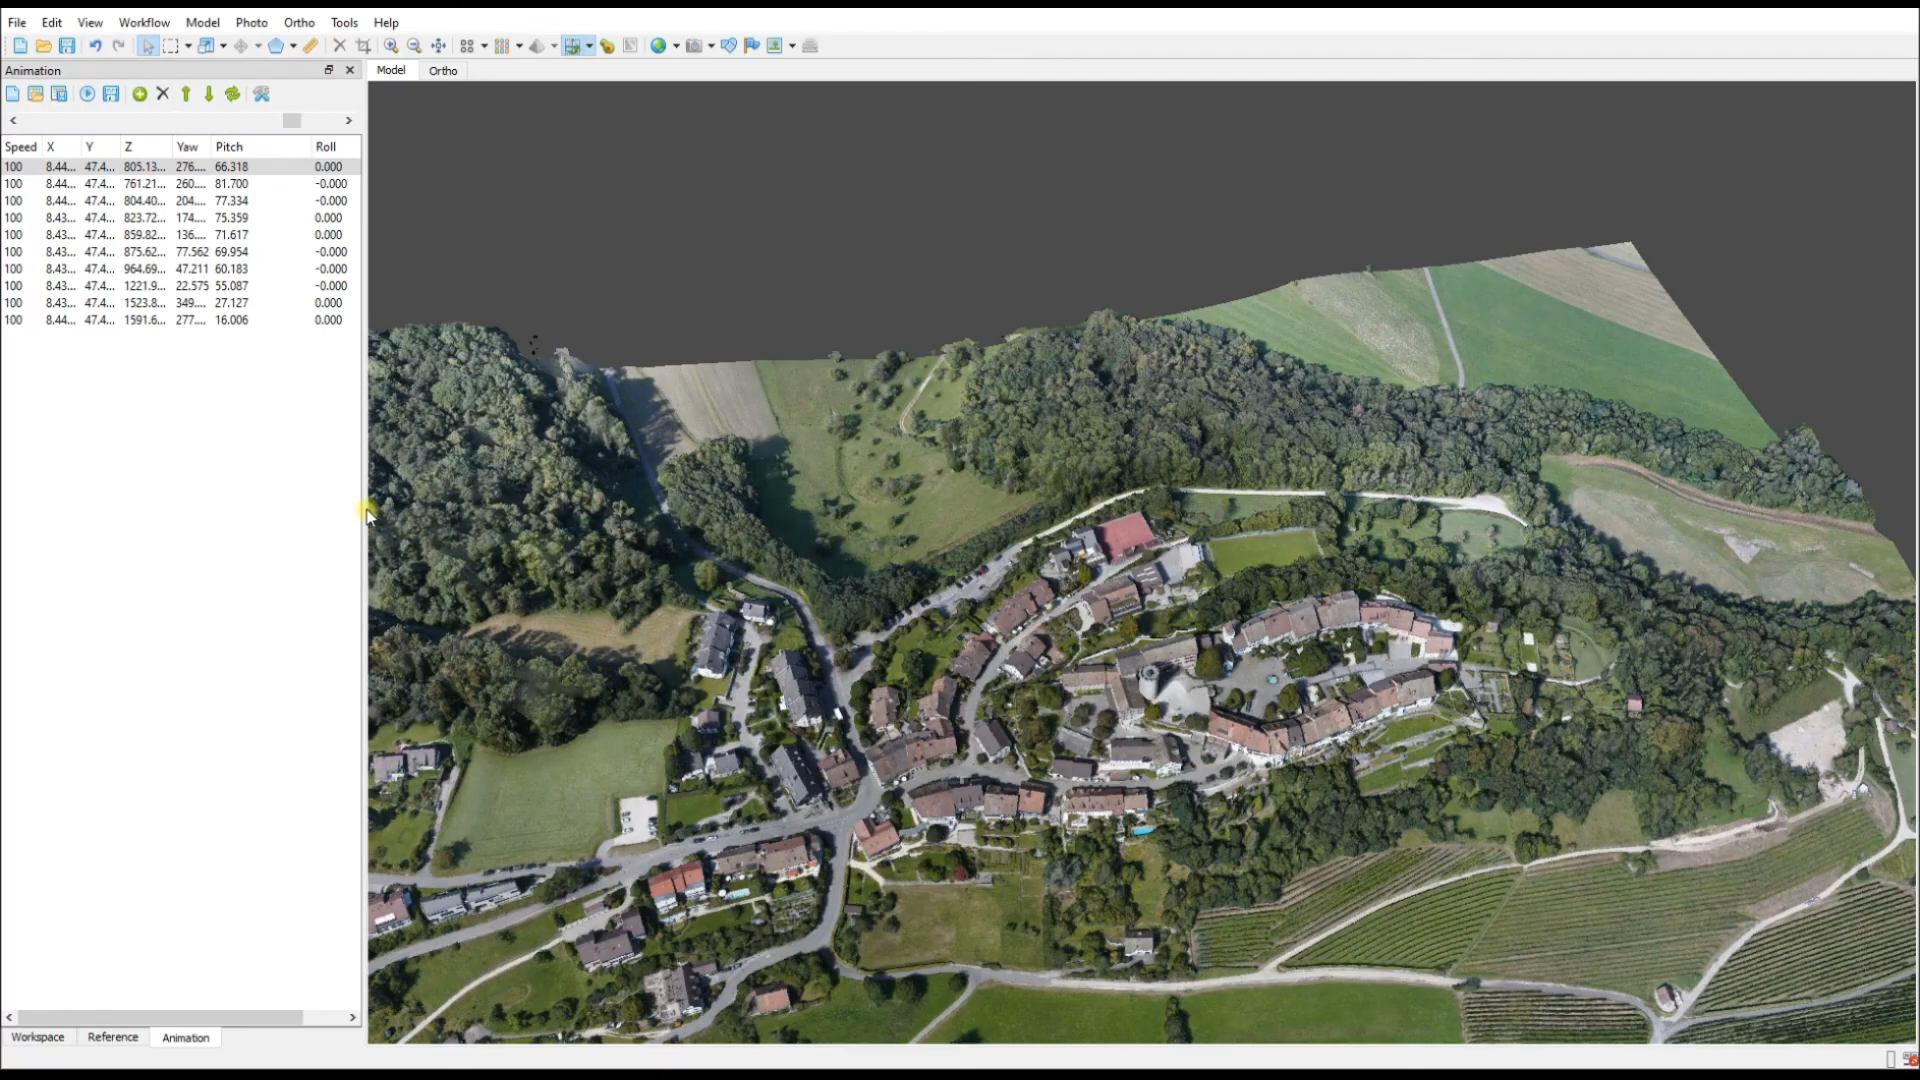 File Edit View Workflow Model Photo Ortho Tools Help
Animation
Model Ortho
Speed X Y Z Yaw Pitch Roll
100 8.44... 47.4... 805.13... 276.... 66.318 0.000
100 8.44... 47.4... 761.21... 260.... 81.700 -0.000
100 8.44... 47.4... 804.40... 204.... 77.334 -0.000
100 8.43... 47.4... 823.72... 174.... 75.359 0.000
100 8.43... 47.4... 859.82... 136.... 71.617 0.000
100 8.43... 47.4... 875.62... 77.562 69.954 -0.000
100 8.43... 47.4... 964.69... 47.211 60.183 -0.000
100 8.43... 47.4... 1221.9... 22.575 55.087 -0.000
100 8.43... 47.4... 1523.8... 349.... 27.127 0.000
100 8.44... 47.4... 1591.6... 277.... 16.006 0.000
Workspace Reference Animation